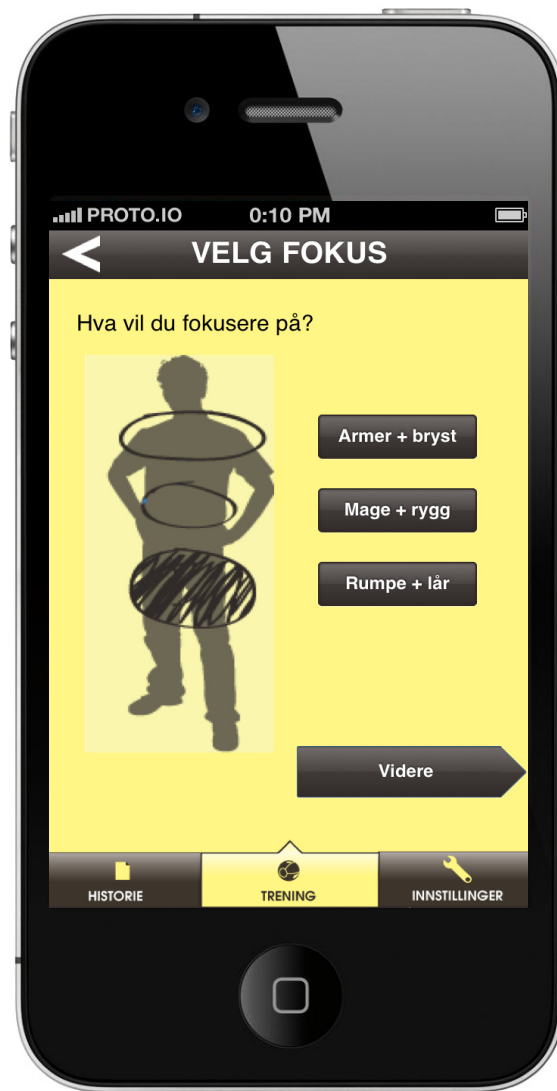 PROTO.IO 0:10 PM
VELG FOKUS
Hva vil du fokusere på?
Armer + bryst
Mage + rygg
Rumpe + lår
Videre
HISTORIE TRENING INNSTILLINGER